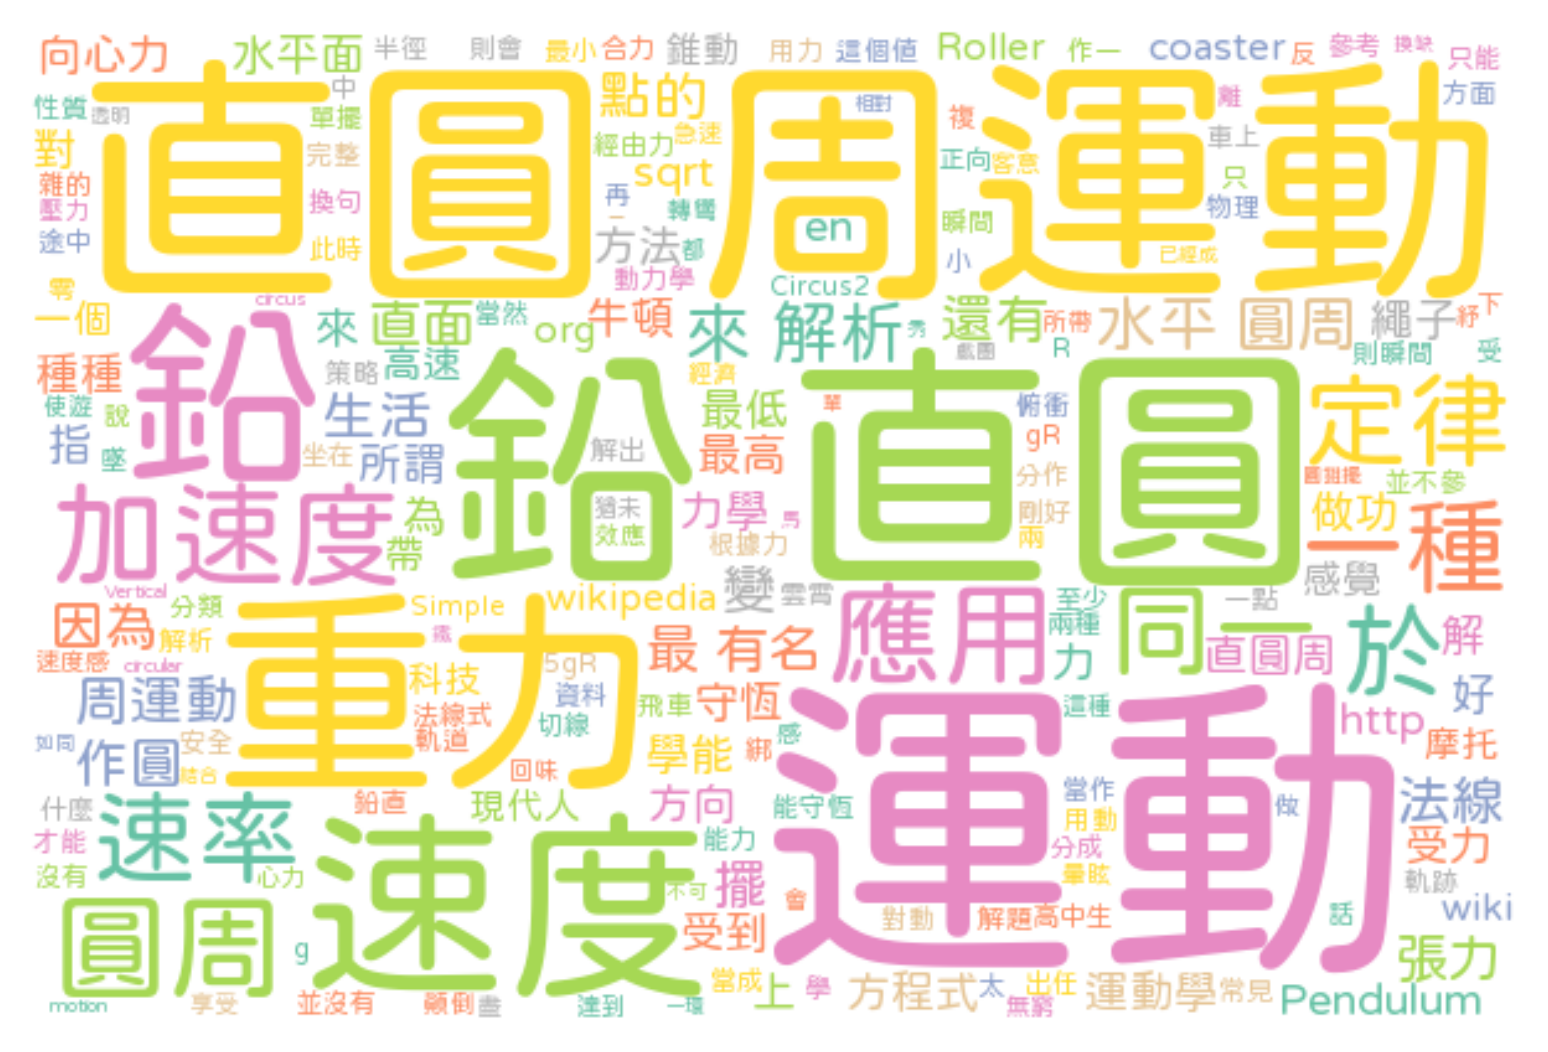 向心力 水平面 半徑 則會 最小 合力 錐動 用力 這個值 Roller 作一 coaster 反 參考 換缺 只能
直圓 周運動
性質 透明 中 單擺 點的 相對 離 方面
對 完整 經由力 急速 複 車上
雜的 sqrt 正向 客意 只
壓力 換句 再 轉彎 en 瞬間 物理
途中 此時 方法 都 小 已經成
零 動力學 Circus2
一個 circus 來 直面 當然 org 牛頓 來 解析 秀 還有 所帶 水平 圓周 繩子 紓 下
鉛 鉛 直圓
種種 策略 高速 經濟 戲團 R 則瞬間 受
使遊 說 生活 最低 單 俯衝 定律
指 墜 坐在 所謂 解出 最高 gR
分作 圓錐擺 並不參
加速度 為 猶未 力學 馬 剛好 做功 一種
帶 效應 根據力 兩
Vertical 分類 Simple wikipedia 變 雲霄 至少 一點 感覺
重力 應用 同一 於
因為 解析 鐵 最 有名 兩種 直圓周 解
速度感 circular 科技 5gR 力
周運動 法線式 資料 飛車 守恆 這種 http 好
如同 作圓 安全 軌道 切線 學能 綁 感 摩托
結合 回味
運動
什麼 速率 鉛直 現代人 方向 能守恆 當作 做 法線
才能 速度 能力 用動 分成 受力
沒有 心力 不可 擺 暈眩 軌跡
圓周 g 受到 會 對動 解題 高中生 話 wiki
張力
motion 享受 並沒有 顛倒 盡 達到 一環 當成 上 學 方程式 太 無窮 出任 運動學 常見 Pendulum